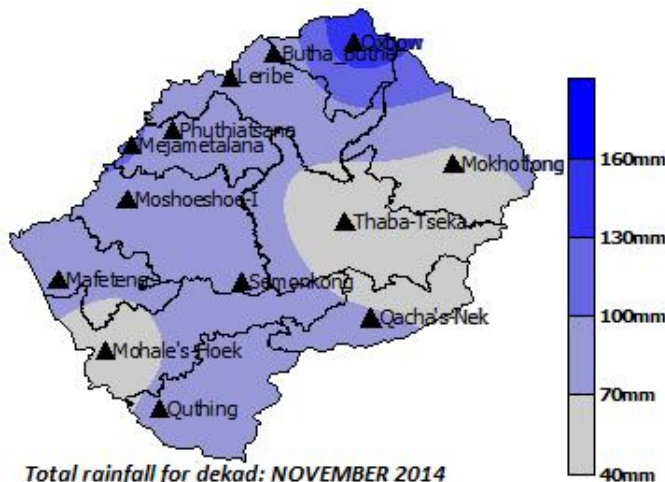 Oxbow
Butha_buthe
Leribe
160mm
Phuthiatsana
Mejametalana
Mokhotlong
Moshoeshoe-I
130mm
Thaba-Tseka
Mafeteng
Semonkong
100mm
Qacha's-Nek
Mohale's-Hoek
70mm
Quthing
Total rainfall for dekad: NOVEMBER 2014
40mm